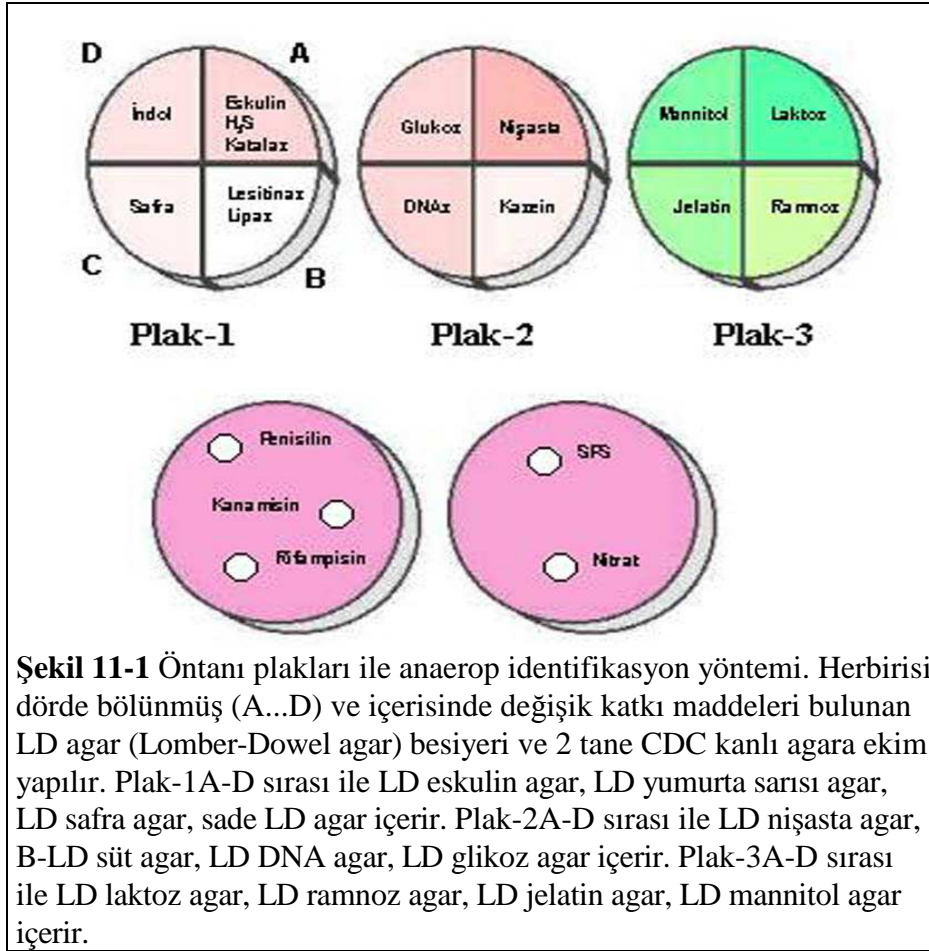 D
A
İndol
Eskulin
H₂S
Katalaz
Safra
Lesitinaz
Lipaz
C
B
Plak-1
Glukoz
Nişasta
DNAz
Kazein
Plak-2
Mannitol
Laktoz
Jelatin
Ramnoz
Plak-3
Penisilin
Kanamisin
Rifampisin
SPS
Nitrat
Şekil 11-1 Öntanı plakları ile anaerop identifikasyon yöntemi. Herbirisi
dörde bölünmüş (A...D) ve içerisinde değişik katkı maddeleri bulunan
LD agar (Lomber-Dowel agar) besiyeri ve 2 tane CDC kanlı agara ekim
yapılır. Plak-1A-D sırası ile LD eskulin agar, LD yumurta sarısı agar,
LD safra agar, sade LD agar içerir. Plak-2A-D sırası ile LD nişasta agar,
B-LD süt agar, LD DNA agar, LD glikoz agar içerir. Plak-3A-D sırası
ile LD laktoz agar, LD ramnoz agar, LD jelatin agar, LD mannitol agar
içerir.